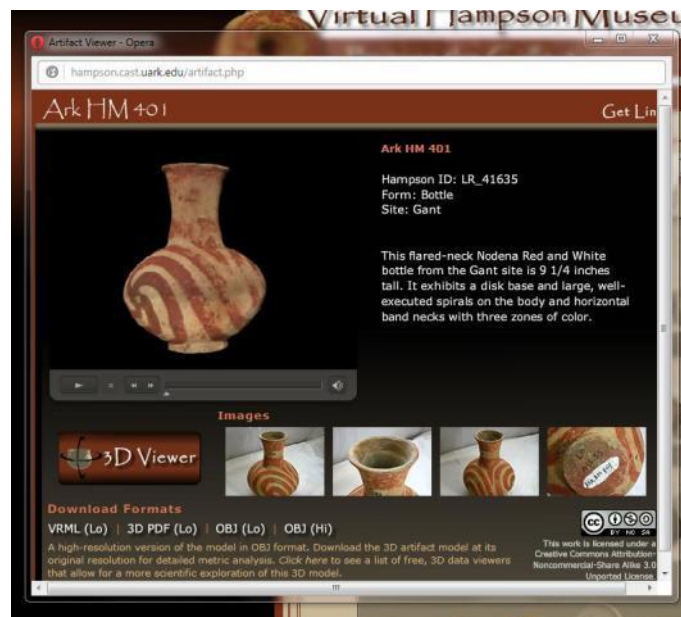 Virtual Hampson Museu
Artifact Viewer - Opera
hampson.cast.uark.edu/artifact.php
Ark HM 401
Get Lin
Ark HM 401
Hampson ID: LR_41635
Form: Bottle
Site: Gant
This flared-neck Nodena Red and White
bottle from the Gant site is 9 1/4 inches
tall. It exhibits a disk base and large, well-
executed spirals on the body and horizontal
band necks with three zones of color.
Images
3D Viewer
Download Formats
VRML (Lo) | 3D PDF (Lo) | OBJ (Lo) | OBJ (Hi)
A high-resolution version of the model in OBJ format. Download the 3D artifact model at its
original resolution for detailed metric analysis. Click here to see a list of free, 3D data viewers
that allow for a more scientific exploration of this 3D model.
cc
BY NC SA
This work is licensed under a
Creative Commons Attribution-
Noncommercial-Share Alike 3.0
Unported License